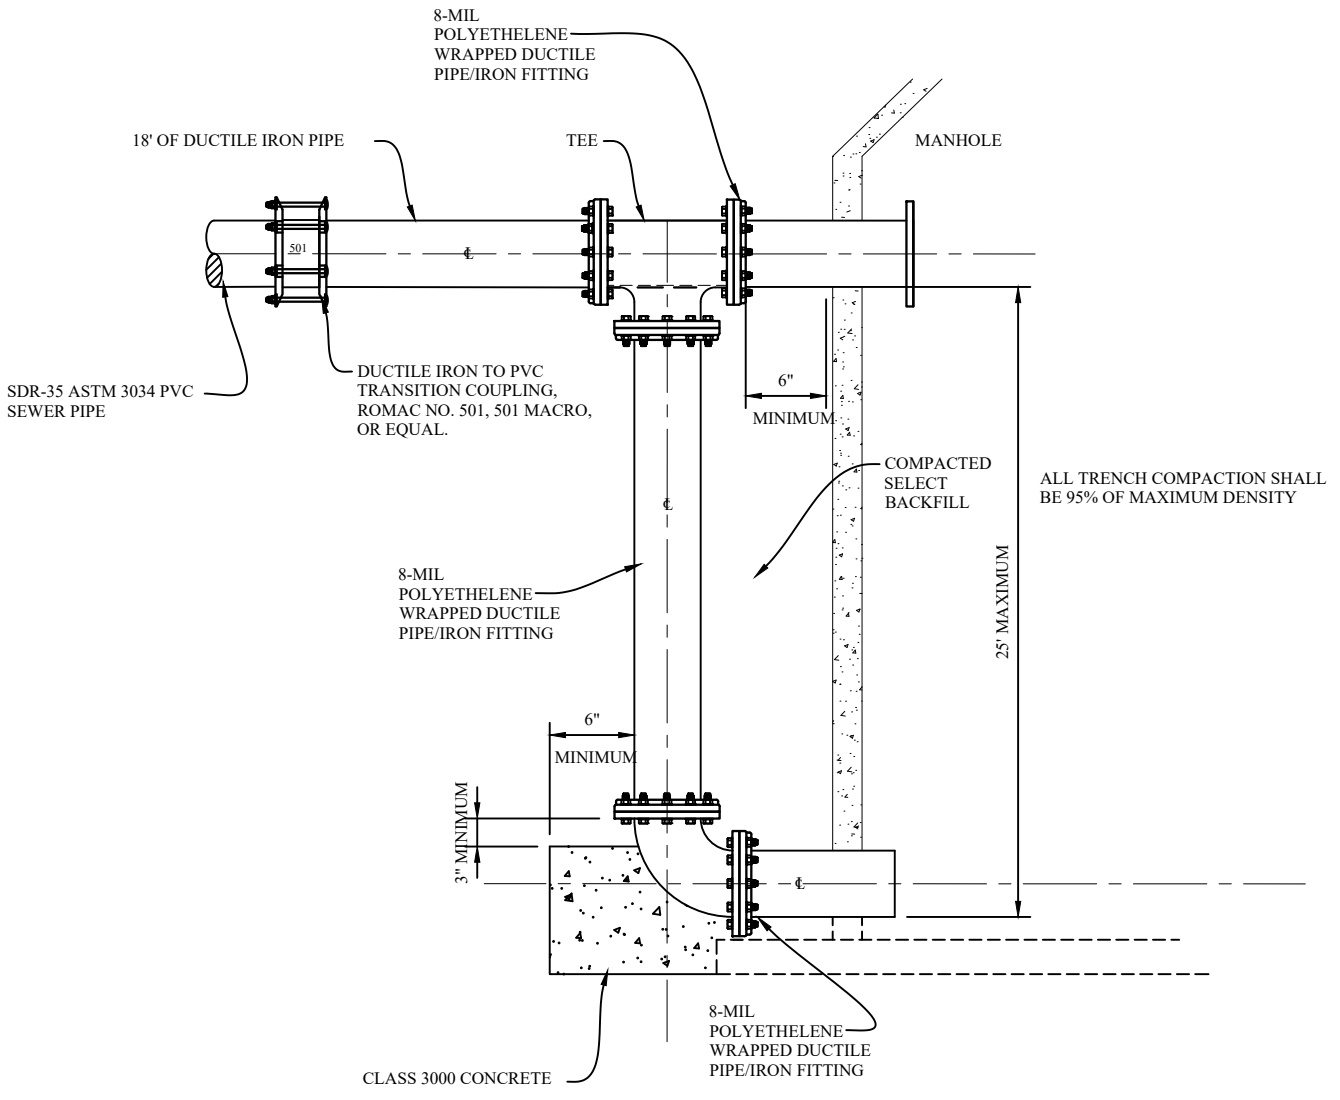 8-MIL
POLYETHELENE
WRAPPED DUCTILE
PIPE/IRON FITTING
18' OF DUCTILE IRON PIPE
TEE
MANHOLE
501
℄
SDR-35 ASTM 3034 PVC
SEWER PIPE
DUCTILE IRON TO PVC
TRANSITION COUPLING,
ROMAC NO. 501, 501 MACRO,
OR EQUAL.
6"
MINIMUM
COMPACTED
SELECT
BACKFILL
ALL TRENCH COMPACTION SHALL
BE 95% OF MAXIMUM DENSITY
℄
25' MAXIMUM
8-MIL
POLYETHELENE
WRAPPED DUCTILE
PIPE/IRON FITTING
6"
MINIMUM
3" MINIMUM
℄
8-MIL
POLYETHELENE
WRAPPED DUCTILE
PIPE/IRON FITTING
CLASS 3000 CONCRETE